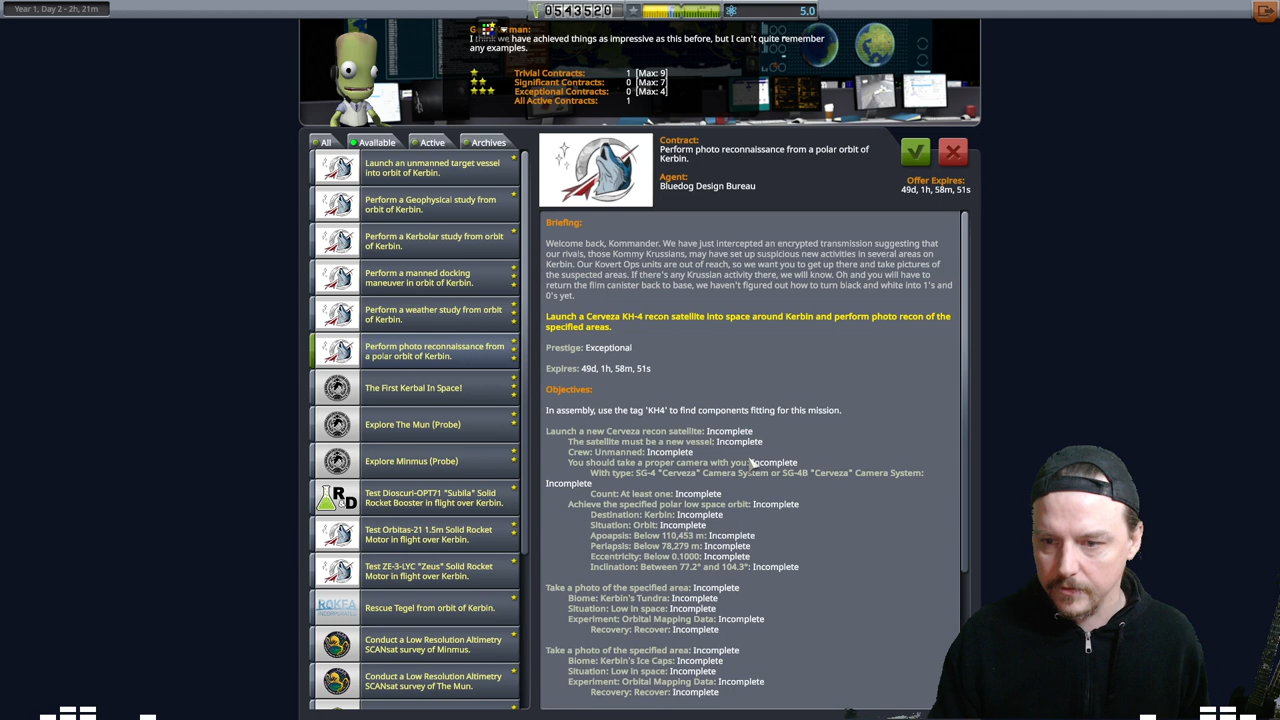 Year 1, Day 2 - 2h, 21m
0543520
5.0
I think we have achieved things as impressive as this before, but I can't quite remember
any examples.
Trivial Contracts: 1 [Max: 9]
Significant Contracts: 0 [Max: 7]
Exceptional Contracts: 0 [Max: 4]
All Active Contracts: 1
All
Available
Active
Archives
Launch an unmanned target vessel
into orbit of Kerbin.
Perform a Geophysical study from
orbit of Kerbin.
Perform a Kerbolar study from orbit
of Kerbin.
Perform a manned docking
maneuver in orbit of Kerbin.
Perform a weather study from orbit
of Kerbin.
Perform photo reconnaissance from
a polar orbit of Kerbin.
The First Kerbal In Space!
Explore The Mun (Probe)
Explore Minmus (Probe)
R&D
Test Dioscuri-OPT71 "Subila" Solid
Rocket Booster in flight over Kerbin.
Test Orbitas-21 1.5m Solid Rocket
Motor in flight over Kerbin.
Test ZE-3-LYC "Zeus" Solid Rocket
Motor in flight over Kerbin.
ROKEA
Rescue Tegel from orbit of Kerbin.
Conduct a Low Resolution Altimetry
SCANsat survey of Minmus.
Conduct a Low Resolution Altimetry
SCANsat survey of The Mun.
Contract:
Perform photo reconnaissance from a polar orbit of
Kerbin.
Agent:
Bluedog Design Bureau
Offer Expires:
49d, 1h, 58m, 51s
Briefing:
Welcome back, Kommander. We have just intercepted an encrypted transmission suggesting that
our rivals, those Kommy Krussians, may have set up suspicious new activities in several areas on
Kerbin. Our Kovert Ops units are out of reach, so we want you to get up there and take pictures of
the suspected areas. If there's any Krussian activity there, we will know. Oh and you will have to
return the film canister back to base, we haven't figured out how to turn black and white into 1's and
0's yet.
Launch a Cerveza KH-4 recon satellite into space around Kerbin and perform photo recon of the
specified areas.
Prestige: Exceptional
Expires: 49d, 1h, 58m, 51s
Objectives:
In assembly, use the tag 'KH4' to find components fitting for this mission.
Launch a new Cerveza recon satellite: Incomplete
The satellite must be a new vessel: Incomplete
Crew: Unmanned: Incomplete
You should take a proper camera with you: Incomplete
With type: SG-4 "Cerveza" Camera System or SG-4B "Cerveza" Camera System:
Incomplete
Count: At least one: Incomplete
Achieve the specified polar low space orbit: Incomplete
Destination: Kerbin: Incomplete
Situation: Orbit: Incomplete
Apoapsis: Below 110,453 m: Incomplete
Periapsis: Below 78,279 m: Incomplete
Eccentricity: Below 0.1000: Incomplete
Inclination: Between 77.2° and 104.3°: Incomplete
Take a photo of the specified area: Incomplete
Biome: Kerbin's Tundra: Incomplete
Situation: Low in space: Incomplete
Experiment: Orbital Mapping Data: Incomplete
Recovery: Recover: Incomplete
Take a photo of the specified area: Incomplete
Biome: Kerbin's Ice Caps: Incomplete
Situation: Low in space: Incomplete
Experiment: Orbital Mapping Data: Incomplete
Recovery: Recover: Incomplete